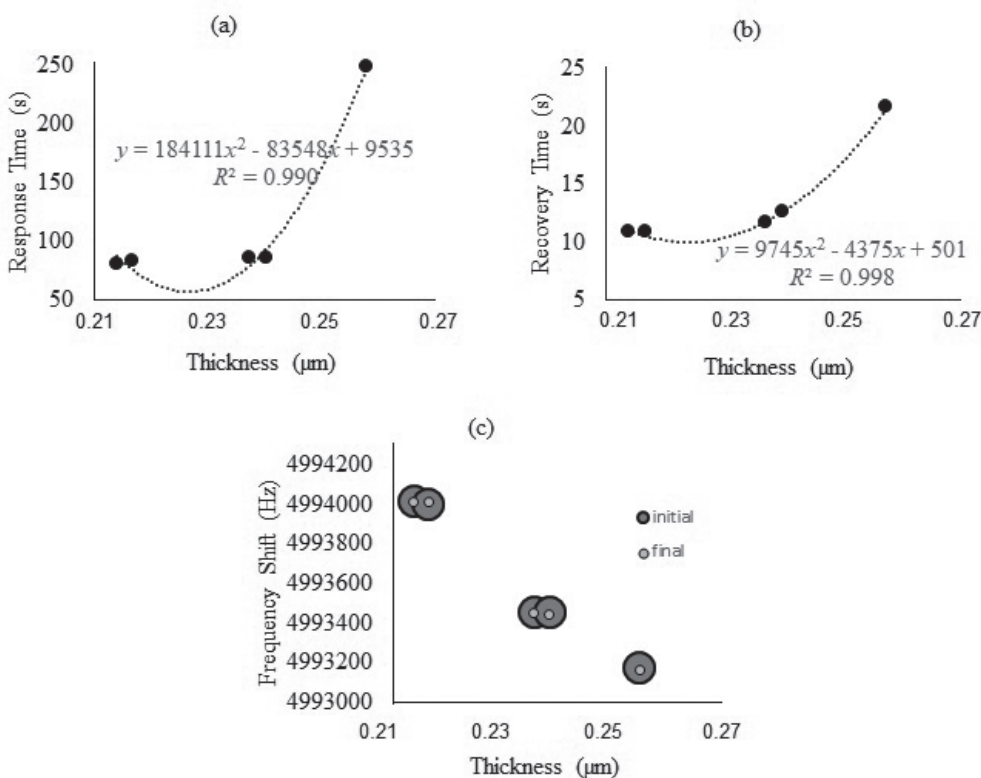 (a)
250
200
150
100
50
Response Time (s)
y = 184111x² - 83548x + 9535
R² = 0.990
0.21
0.23
0.25
0.27
Thickness (μm)
(b)
25
20
15
10
5
Recovery Time (s)
y = 9745x² - 4375x + 501
R² = 0.998
0.21
0.23
0.25
0.27
Thickness (μm)
(c)
4994200
4994000
4993800
4993600
4993400
4993200
4993000
Frequency Shift (Hz)
initial
final
0.21
0.23
0.25
0.27
Thickness (μm)